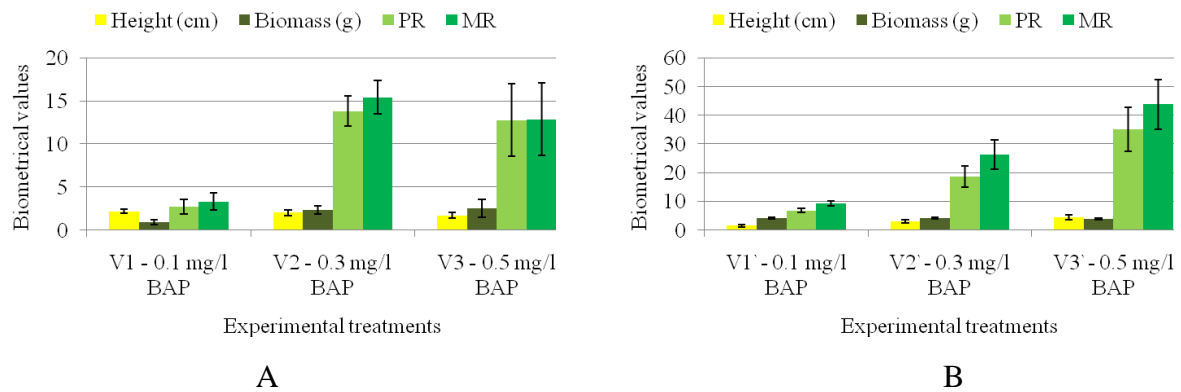 Height (cm) Biomass (g) PR MR
20
15
10
5
0
Biometrical values
V1 - 0.1 mg/l BAP
V2 - 0.3 mg/l BAP
V3 - 0.5 mg/l BAP
Experimental treatments
A
Height (cm) Biomass (g) PR MR
60
50
40
30
20
10
0
Biometrical values
V1` - 0.1 mg/l BAP
V2` - 0.3 mg/l BAP
V3` - 0.5 mg/l BAP
Experimental treatments
B